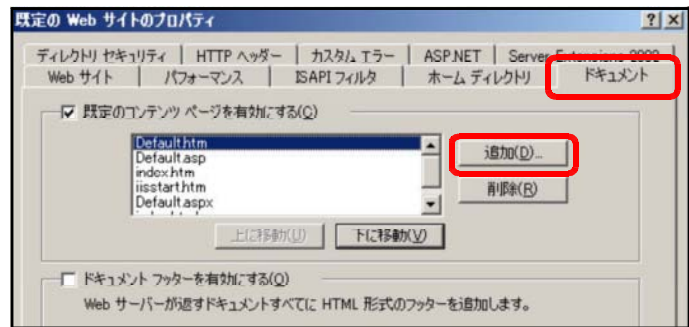 既定の Web サイトのプロパティ
ディレクトリ セキュリティ HTTP ヘッダー カスタム エラー ASP.NET Server Extensions 2002
Web サイト パフォーマンス ISAPI フィルタ ホーム ディレクトリ ドキュメント
既定のコンテンツ ページを有効にする(C)
Default.htm
Default.asp
index.htm
iisstart.htm
Default.aspx
追加(D)...
削除(R)
上に移動(U) 下に移動(V)
ドキュメント フッターを有効にする(O)
Web サーバーが返すドキュメントすべてに HTML 形式のフッターを追加します。